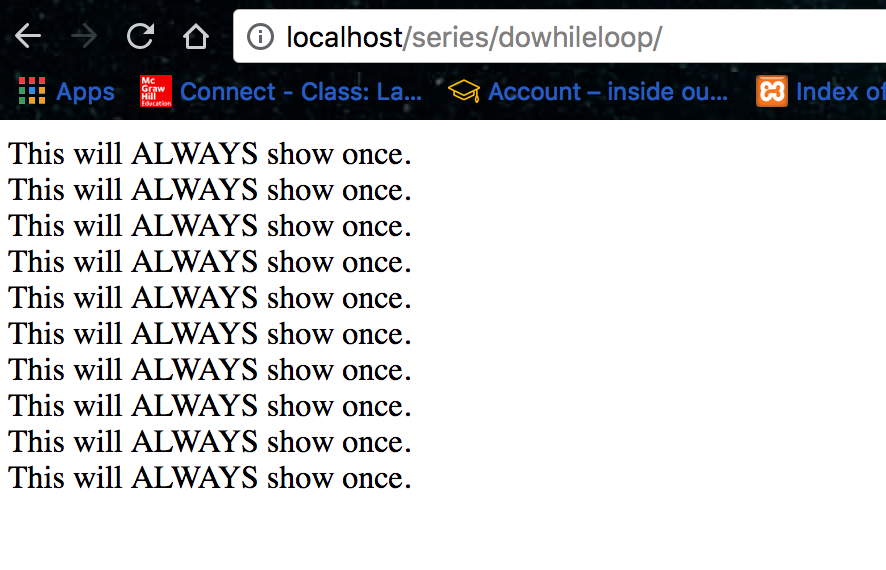 localhost/series/dowhileloop/
Apps Mc Graw Hill Education Connect - Class: La... Account – inside ou... Index of
This will ALWAYS show once.
This will ALWAYS show once.
This will ALWAYS show once.
This will ALWAYS show once.
This will ALWAYS show once.
This will ALWAYS show once.
This will ALWAYS show once.
This will ALWAYS show once.
This will ALWAYS show once.
This will ALWAYS show once.